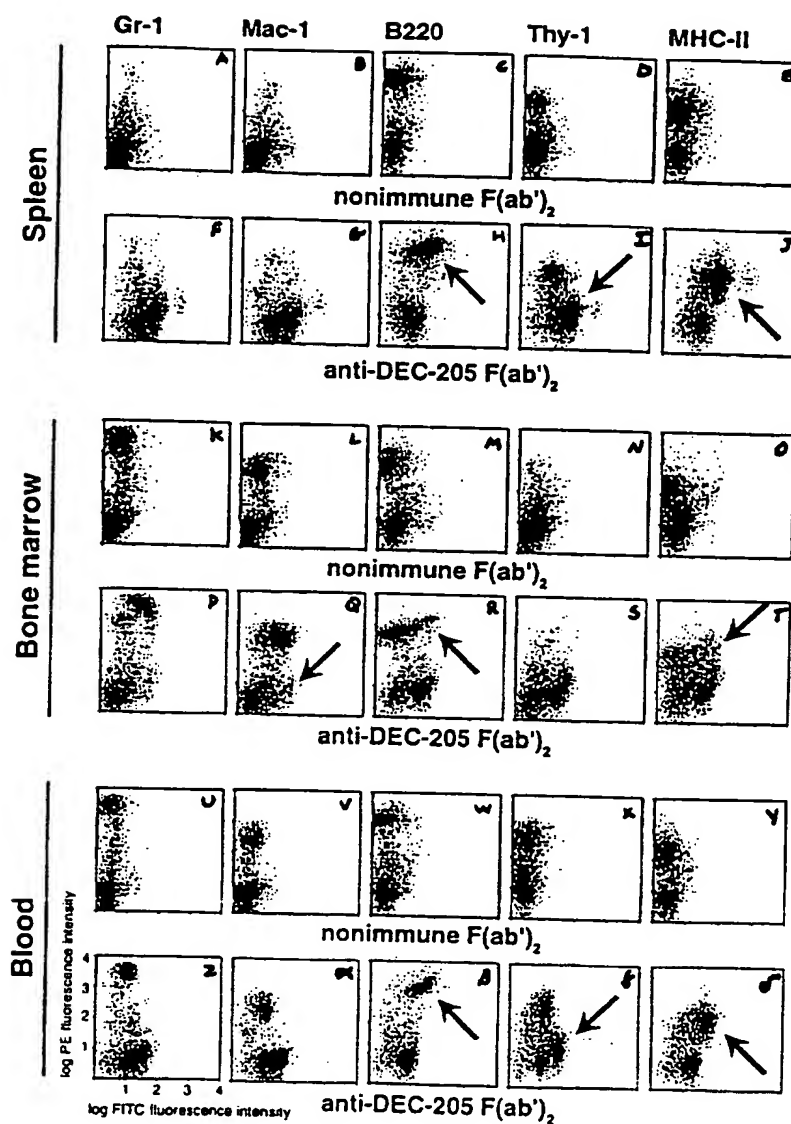 Gr-1 Mac-1 B220 Thy-1 MHC-II
Spleen
A B C D E
nonimmune F(ab')₂
F G H I J
anti-DEC-205 F(ab')₂
Bone marrow
K L M N O
nonimmune F(ab')₂
P Q R S T
anti-DEC-205 F(ab')₂
Blood
U V W X Y
nonimmune F(ab')₂
log PE fluorescence intensity
4
3
2
1
Z α β γ δ
1 2 3 4
log FITC fluorescence intensity
anti-DEC-205 F(ab')₂